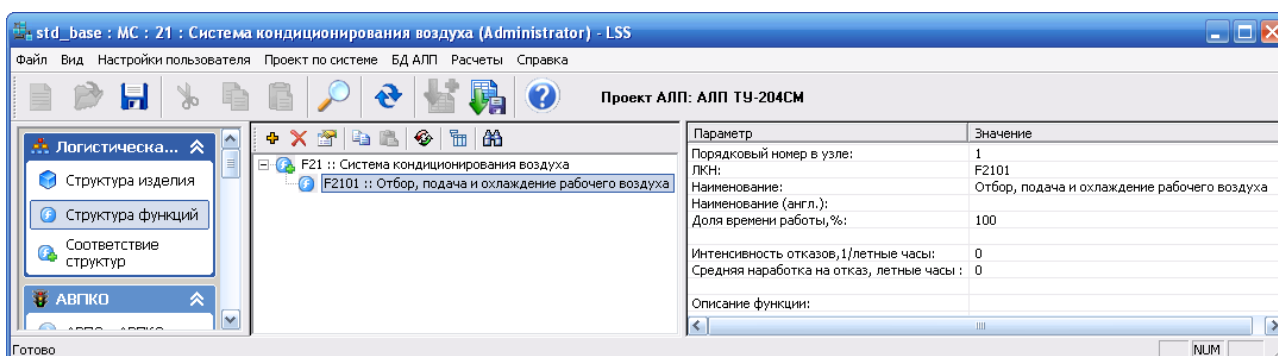 std_base : МС : 21 : Система кондиционирования воздуха (Administrator) - LSS
Файл Вид Настройки пользователя Проект по системе БД АЛП Расчеты Справка
Проект АЛП: АЛП ТУ-204СМ
Логистическа...
Структура изделия
Структура функций
Соответствие
структур
АВПКО
F21 :: Система кондиционирования воздуха
F2101 :: Отбор, подача и охлаждение рабочего воздуха
Параметр Значение
Порядковый номер в узле: 1
ЛКН: F2101
Наименование: Отбор, подача и охлаждение рабочего воздуха
Наименование (англ.):
Доля времени работы,%: 100
Интенсивность отказов,1/летные часы: 0
Средняя наработка на отказ, летные часы : 0
Описание функции:
Готово NUM